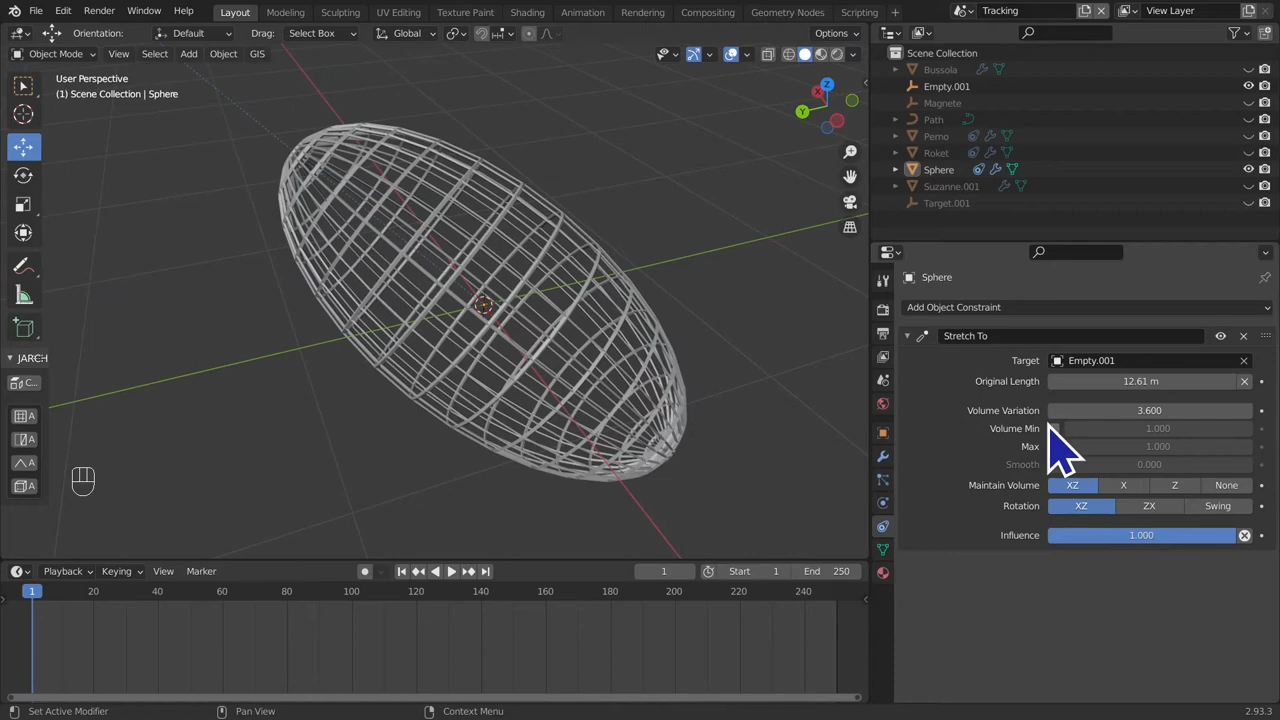 File Edit Render Window Help Layout Modeling Sculpting UV Editing Texture Paint Shading Animation Rendering Compositing Geometry Nodes Scripting Tracking View Layer
Orientation: Default Drag: Select Box Global Options
Object Mode View Select Add Object GIS
User Perspective
(1) Scene Collection | Sphere
Z
X
Y
JARCH
C...
A
A
A
A
Scene Collection
Bussola
Empty.001
Magnete
Path
Perno
Roket
Sphere
Suzanne.001
Target.001
Sphere
Add Object Constraint
Stretch To
Target Empty.001
Original Length 12.61 m
Volume Variation 3.600
Volume Min 1.000
Max 1.000
Smooth 0.000
Maintain Volume XZ X Z None
Rotation XZ ZX Swing
Influence 1.000
Playback Keying View Marker 1 Start 1 End 250
1 20 40 60 80 100 120 140 160 180 200 220 240
Set Active Modifier Pan View Context Menu 2.93.3